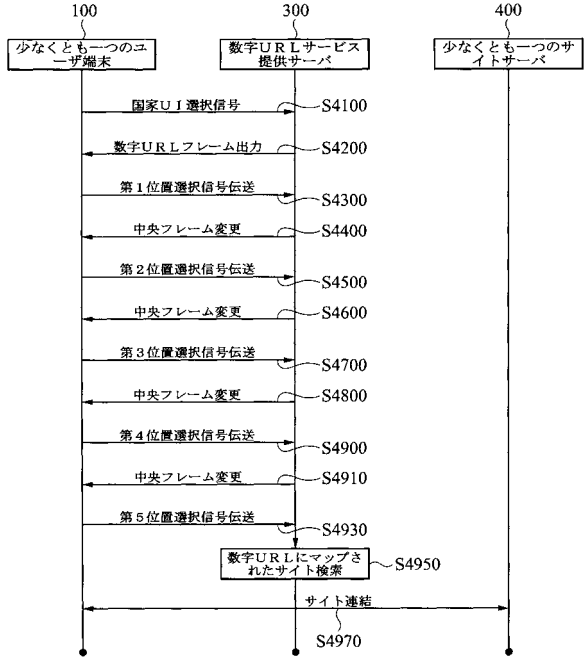 100
300
400
少なくとも一つのユ
ーザ端末
数字ＵＲＬサービス
提供サーバ
少なくとも一つのサ
イトサーバ
国家ＵＩ選択信号
S4100
数字ＵＲＬフレーム出力
S4200
第１位置選択信号伝送
S4300
中央フレーム変更
S4400
第２位置選択信号伝送
S4500
中央フレーム変更
S4600
第３位置選択信号伝送
S4700
中央フレーム変更
S4800
第４位置選択信号伝送
S4900
中央フレーム変更
S4910
第５位置選択信号伝送
S4930
数字ＵＲＬにマップさ
れたサイト検索
S4950
サイト連結
S4970